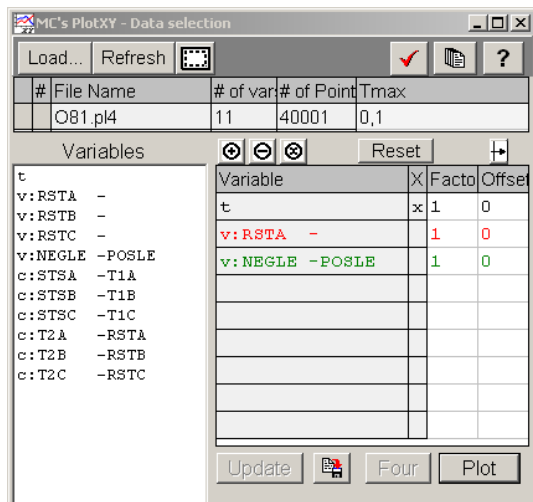 MC's PlotXY - Data selection
Load... Refresh ?
# File Name # of var: # of Point Tmax
O81.pl4 11 40001 0,1
Variables
Reset
t
v:RSTA -
v:RSTB -
v:RSTC -
v:NEGLE -POSLE
c:STSA -T1A
c:STSB -T1B
c:STSC -T1C
c:T2A -RSTA
c:T2B -RSTB
c:T2C -RSTC
Variable X Facto Offset
t x 1 0
v:RSTA - 1 0
v:NEGLE -POSLE 1 0
Update Four Plot